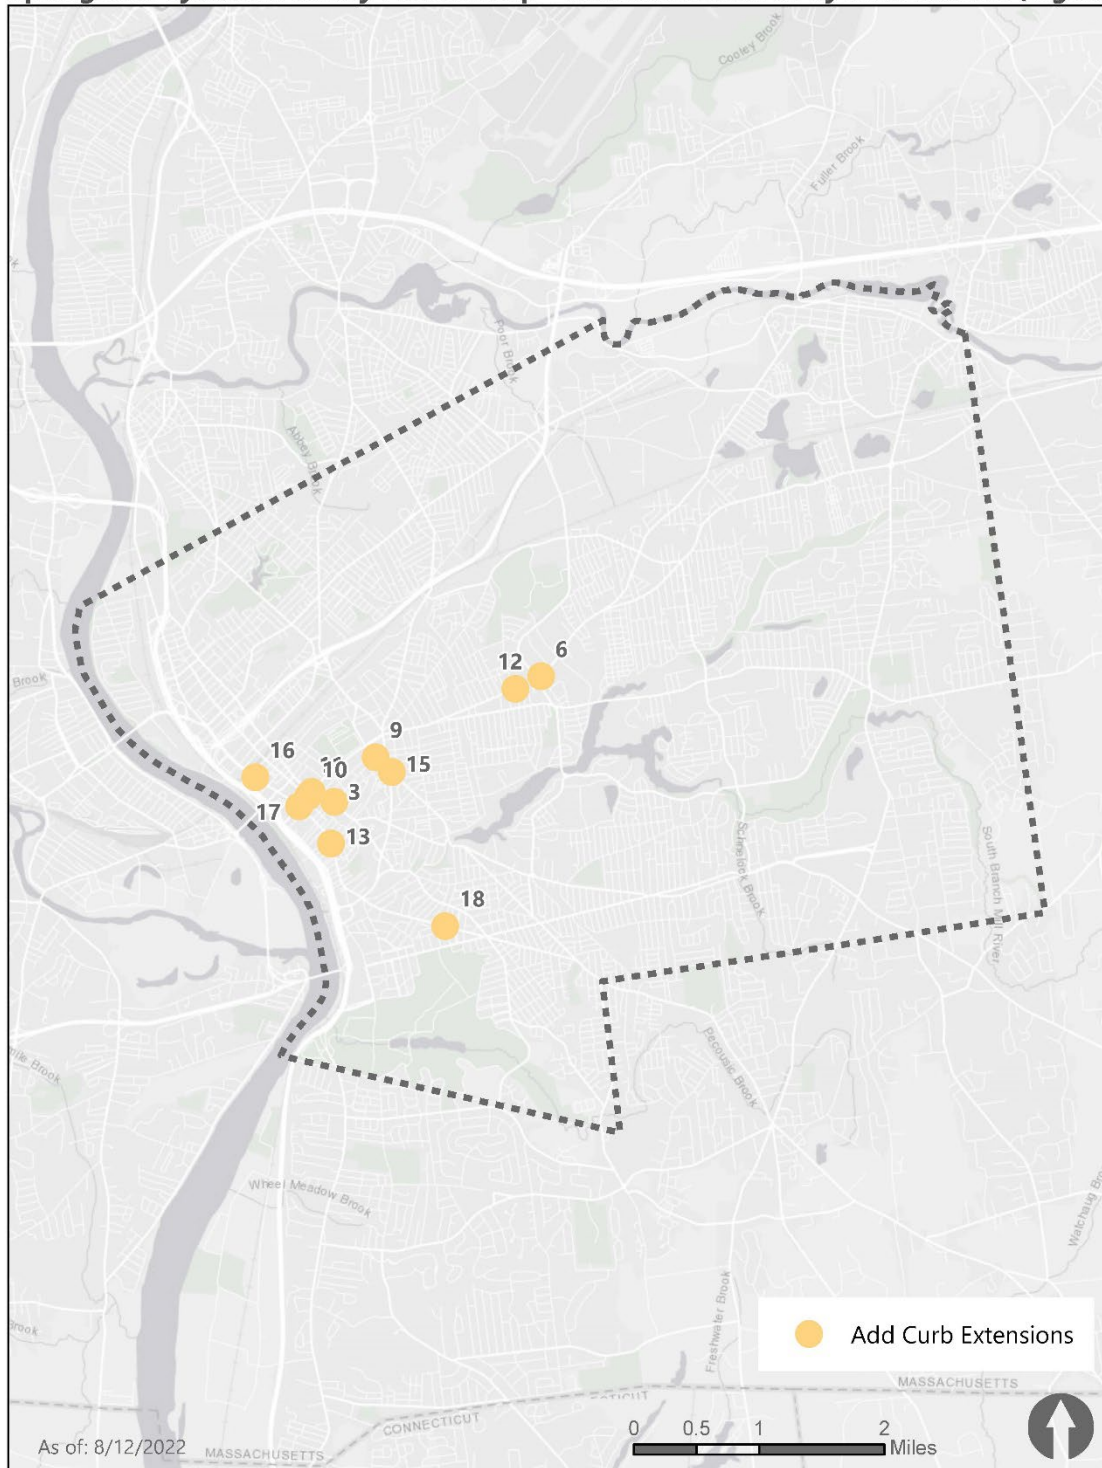 Cooley Brook
Fuller Brook
Poor Brook
Abbey Brook
Brook
6
12
9
16
15
10
3
17
13
18
Schneelock Brook
South Branch Mill River
Pecousic Brook
Wheel Meadow Brook
Freshwater Brook
Brook
Add Curb Extensions
MASSACHUSETTS
CONNECTICUT
MASSACHUSETTS
As of: 8/12/2022
0 0.5 1 2
Miles